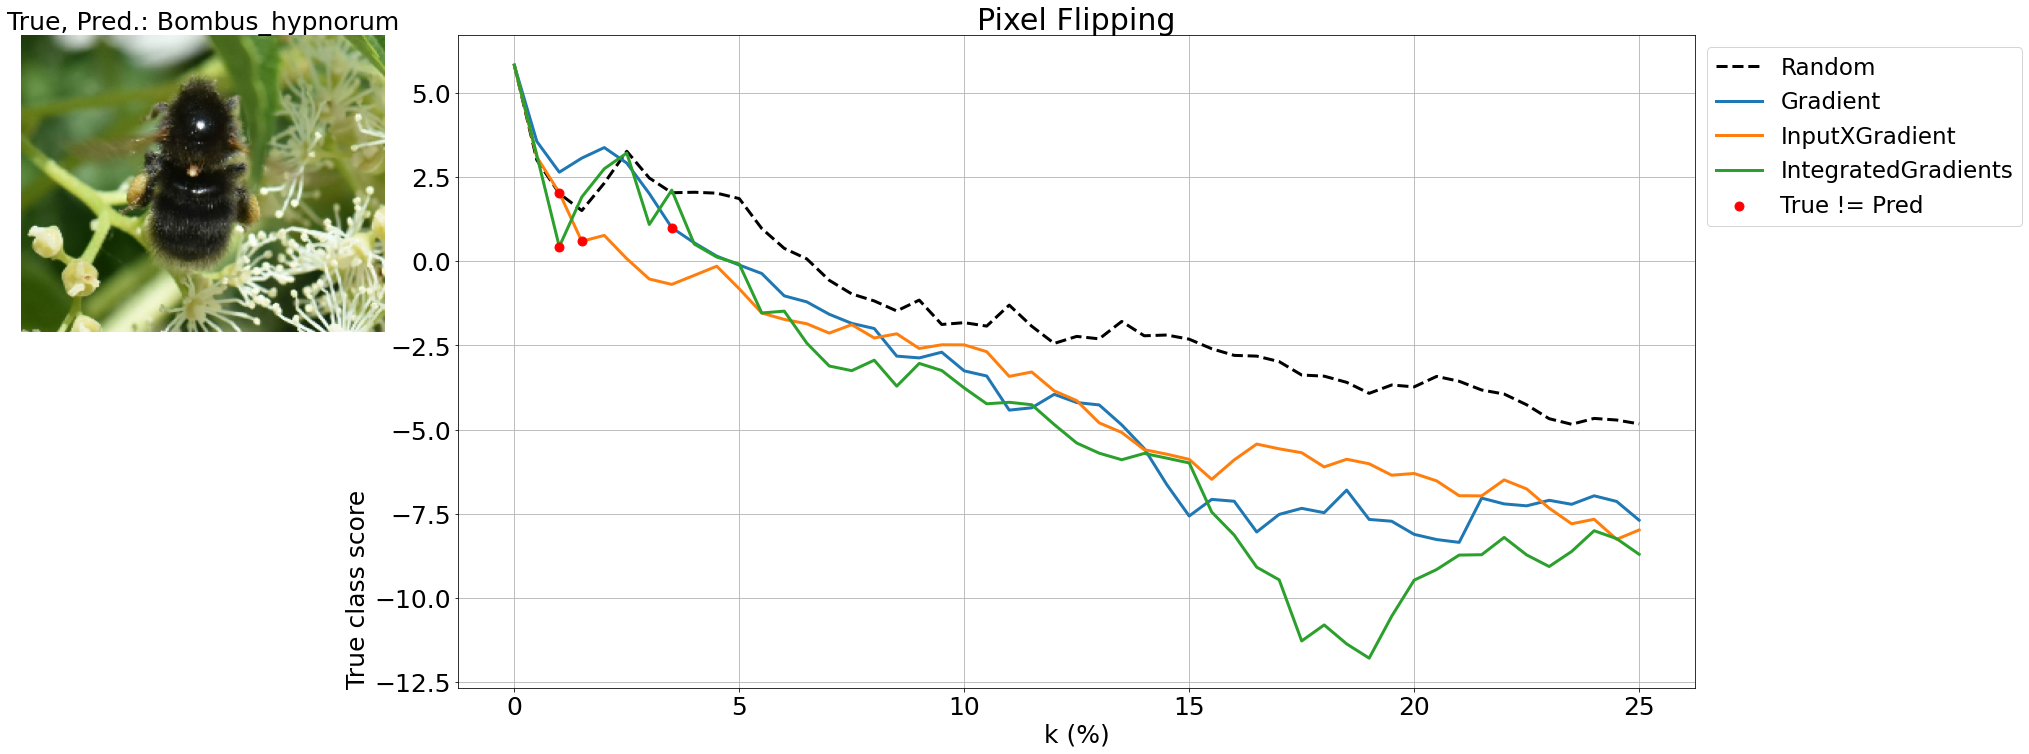 True, Pred.: Bombus_hypnorum
Pixel Flipping
True class score
5.0
2.5
0.0
−2.5
−5.0
−7.5
−10.0
−12.5
0 5 10 15 20 25
k (%)
Random
Gradient
InputXGradient
IntegratedGradients
True != Pred